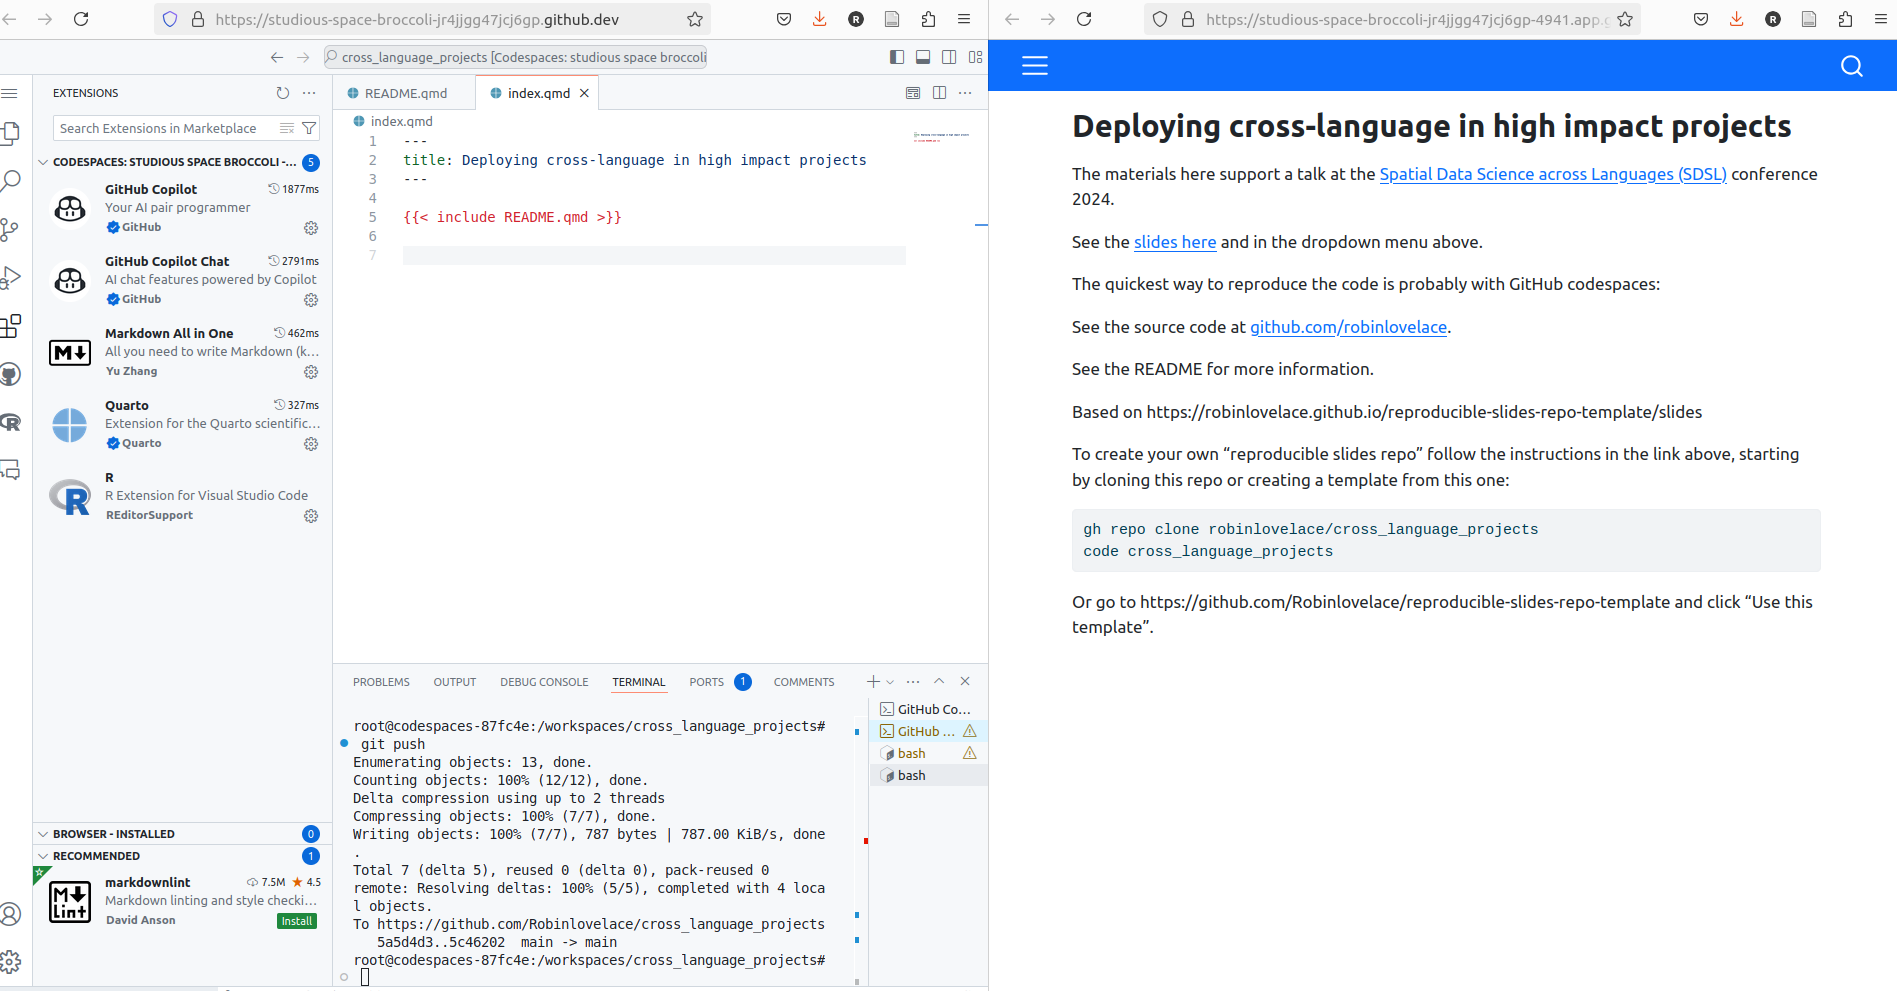 https://studious-space-broccoli-jr4jjgg47jcj6gp.github.dev
cross_language_projects [Codespaces: studious space broccoli
EXTENSIONS
Search Extensions in Marketplace
CODESPACES: STUDIOUS SPACE BROCCOLI -... 5
GitHub Copilot 1877ms
Your AI pair programmer
GitHub
GitHub Copilot Chat 2791ms
AI chat features powered by Copilot
GitHub
Markdown All in One 462ms
All you need to write Markdown (k...
Yu Zhang
Quarto 327ms
Extension for the Quarto scientific...
Quarto
R
R Extension for Visual Studio Code
REditorSupport
BROWSER - INSTALLED 0
RECOMMENDED 1
markdownlint 7.5M 4.5
Markdown linting and style checki...
David Anson Install
README.qmd index.qmd
index.qmd
1 ---
2 title: Deploying cross-language in high impact projects
3 ---
4
5 {{< include README.qmd >}}
6
7
PROBLEMS OUTPUT DEBUG CONSOLE TERMINAL PORTS 1 COMMENTS
root@codespaces-87fc4e:/workspaces/cross_language_projects#
git push
Enumerating objects: 13, done.
Counting objects: 100% (12/12), done.
Delta compression using up to 2 threads
Compressing objects: 100% (7/7), done.
Writing objects: 100% (7/7), 787 bytes | 787.00 KiB/s, done
.
Total 7 (delta 5), reused 0 (delta 0), pack-reused 0
remote: Resolving deltas: 100% (5/5), completed with 4 loca
l objects.
To https://github.com/Robinlovelace/cross_language_projects
5a5d4d3..5c46202 main -> main
root@codespaces-87fc4e:/workspaces/cross_language_projects#
GitHub Co...
GitHub ...
bash
bash
https://studious-space-broccoli-jr4jjgg47jcj6gp-4941.app.g
Deploying cross-language in high impact projects
The materials here support a talk at the Spatial Data Science across Languages (SDSL) conference
2024.
See the slides here and in the dropdown menu above.
The quickest way to reproduce the code is probably with GitHub codespaces:
See the source code at github.com/robinlovelace.
See the README for more information.
Based on https://robinlovelace.github.io/reproducible-slides-repo-template/slides
To create your own “reproducible slides repo” follow the instructions in the link above, starting
by cloning this repo or creating a template from this one:
gh repo clone robinlovelace/cross_language_projects
code cross_language_projects
Or go to https://github.com/Robinlovelace/reproducible-slides-repo-template and click “Use this
template”.